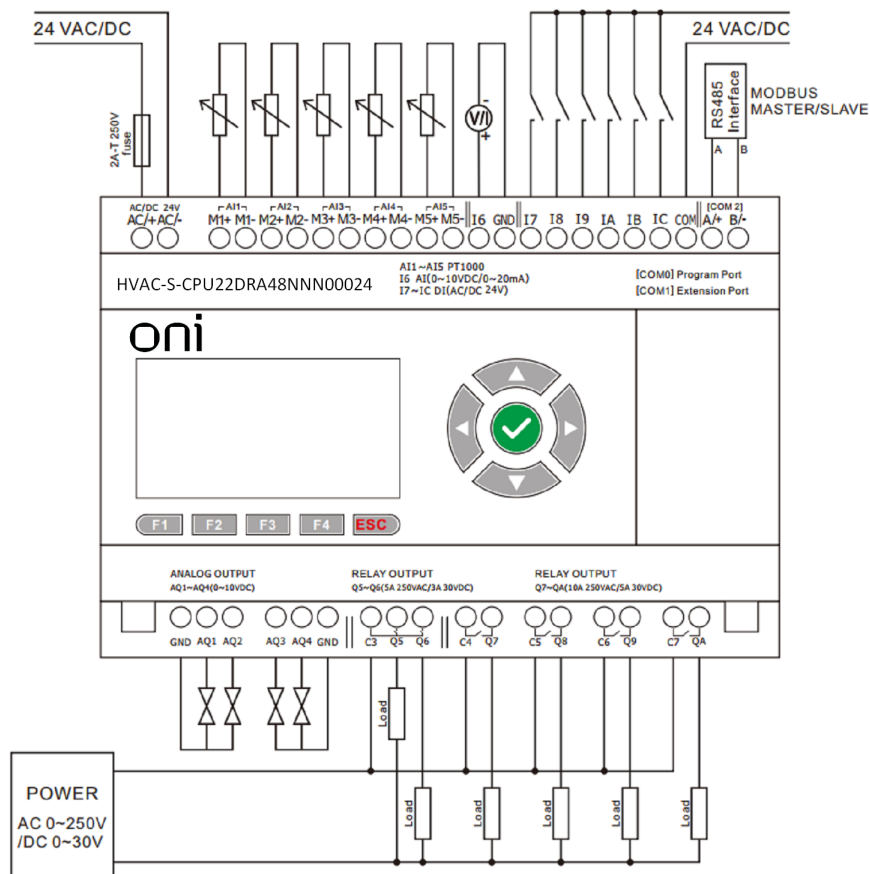 24 VAC/DC
24 VAC/DC
2A-T 250V
fuse
-
V/I
+
RS485
Interface
A B
MODBUS
MASTER/SLAVE
AC/DC 24V
AC/+ AC/-
AI1 AI2 AI3 AI4 AI5
M1+ M1- M2+ M2- M3+ M3- M4+ M4- M5+ M5- I6 GND I7 I8 I9 IA IB IC COM
[COM 2]
A/+ B/-
HVAC-S-CPU22DRA48NNN00024
AI1~AI5 PT1000
I6 AI(0~10VDC/0~20mA)
I7~IC DI(AC/DC 24V)
[COM0] Program Port
[COM1] Extension Port
oni
F1 F2 F3 F4 ESC
ANALOG OUTPUT
AQ1~AQ4(0~10VDC)
RELAY OUTPUT
Q5~Q6(5A 250VAC/3A 30VDC)
RELAY OUTPUT
Q7~QA(10A 250VAC/5A 30VDC)
GND AQ1 AQ2 AQ3 AQ4 GND C3 Q5 Q6 C4 Q7 C5 Q8 C6 Q9 C7 QA
Load
Load Load Load Load Load
POWER
AC 0~250V
/DC 0~30V